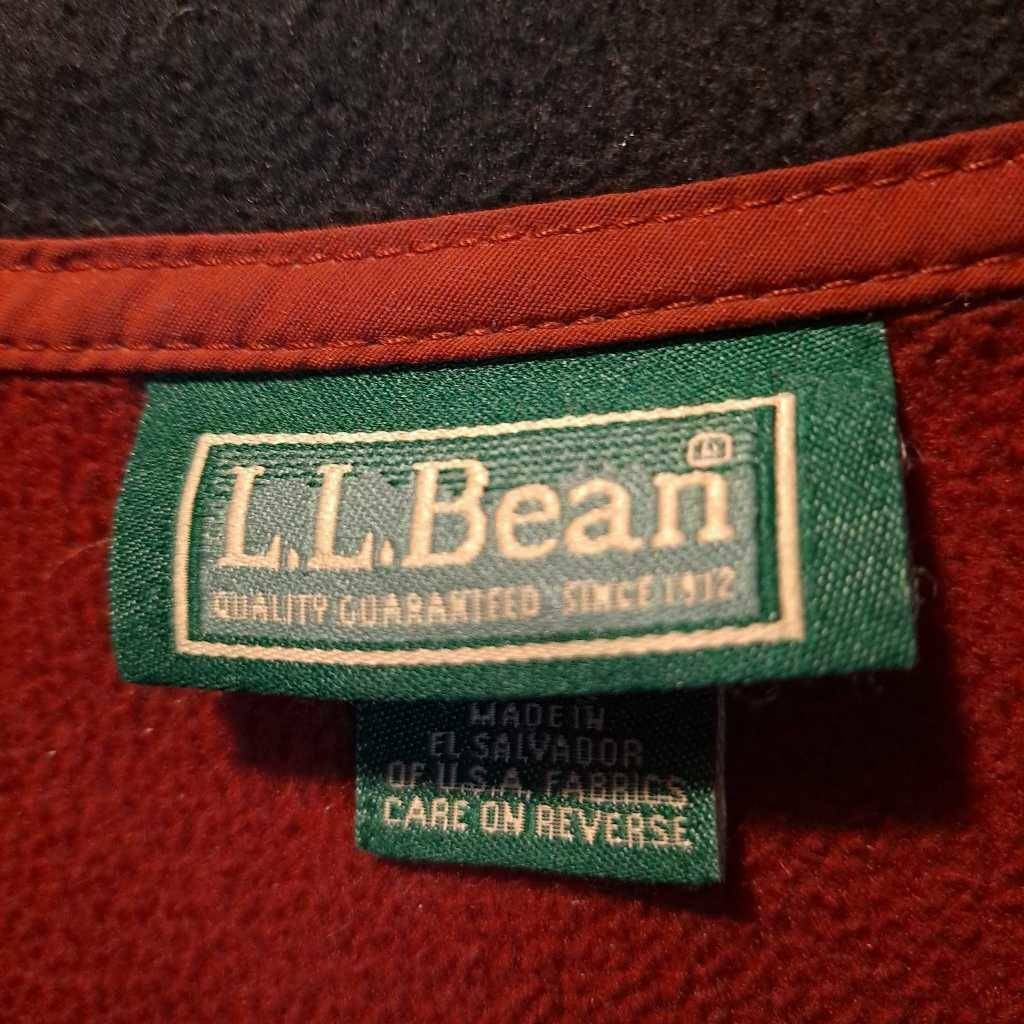 L.L.Bean
QUALITY GUARANTEED SINCE 1912
MADE IN
EL SALVADOR
OF U.S.A. FABRICS
CARE ON REVERSE